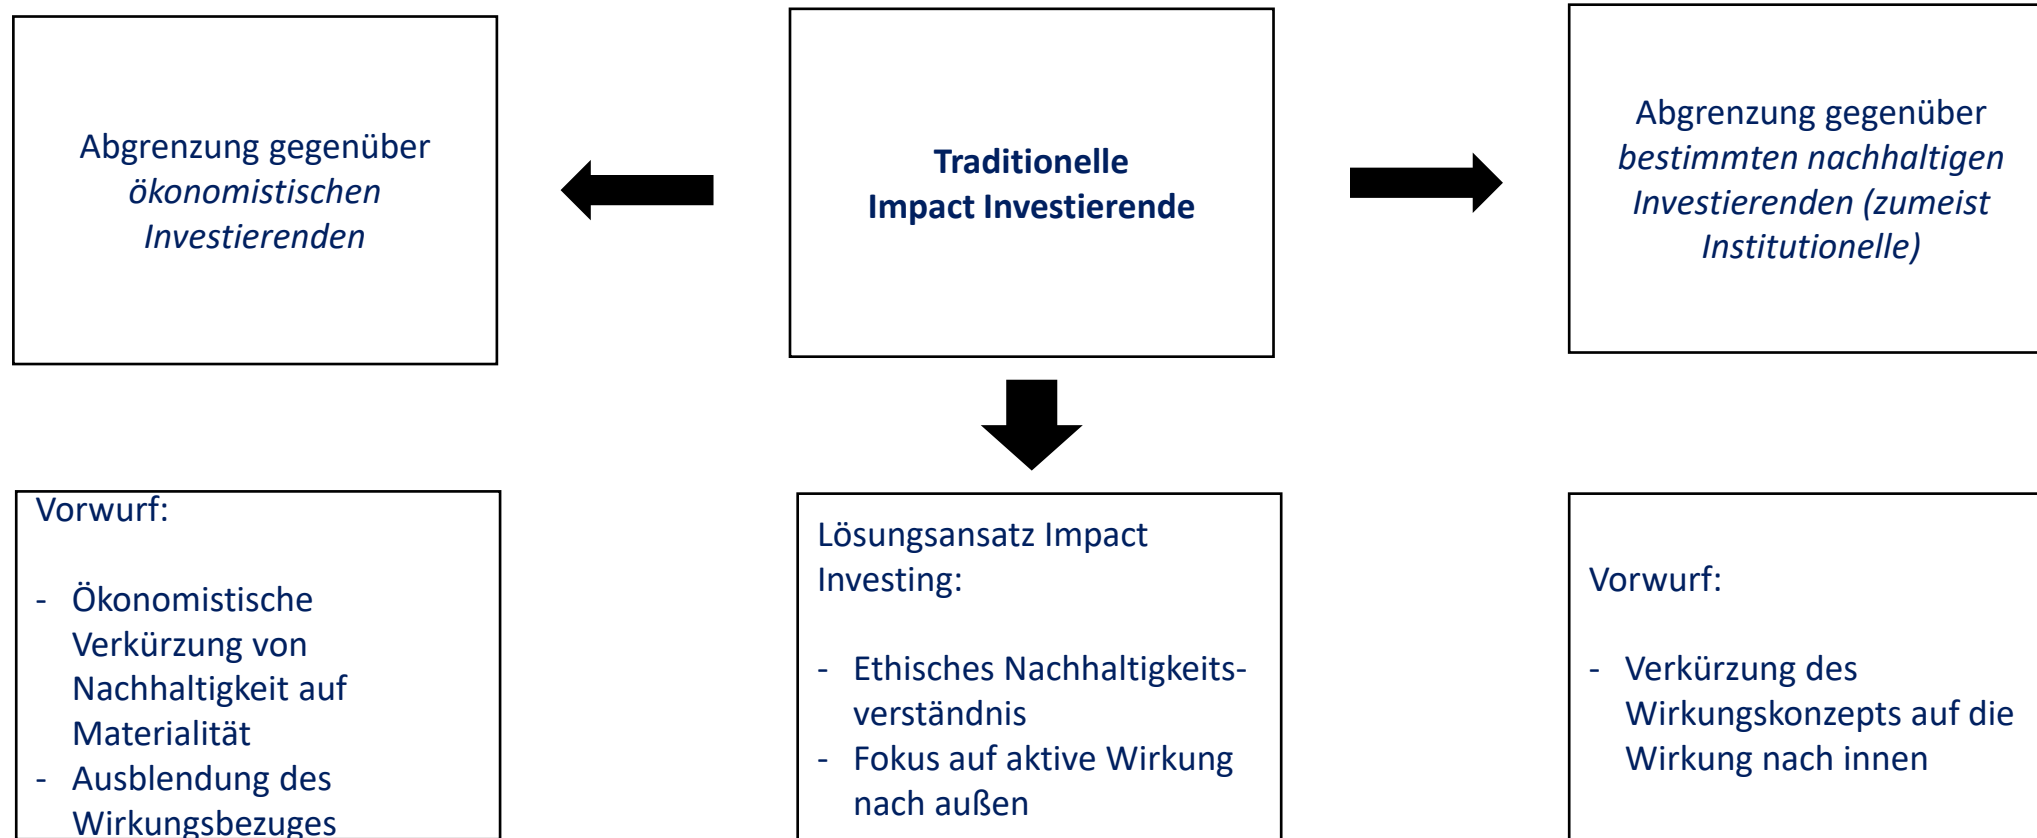 Abgrenzung gegenüber
ökonomistischen
Investierenden
Traditionelle
Impact Investierende
Abgrenzung gegenüber
bestimmten nachhaltigen
Investierenden (zumeist
Institutionelle)
Vorwurf:
- Ökonomistische
Verkürzung von
Nachhaltigkeit auf
Materialität
- Ausblendung des
Wirkungsbezuges
Lösungsansatz Impact
Investing:
- Ethisches Nachhaltigkeits-
verständnis
- Fokus auf aktive Wirkung
nach außen
Vorwurf:
- Verkürzung des
Wirkungskonzepts auf die
Wirkung nach innen